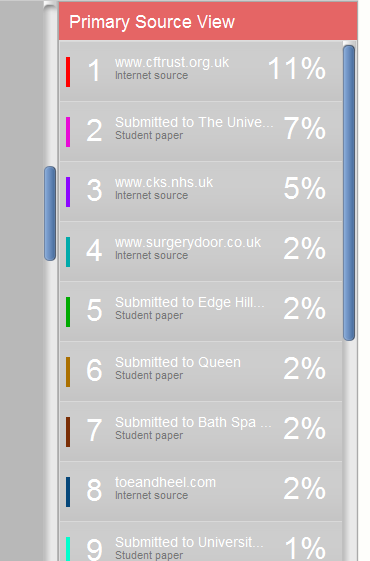 Primary Source View
1 www.cftrust.org.uk 11%
Internet source
2 Submitted to The Unive... 7%
Student paper
3 www.cks.nhs.uk 5%
Internet source
4 www.surgerydoor.co.uk 2%
Internet source
5 Submitted to Edge Hill... 2%
Student paper
6 Submitted to Queen 2%
Student paper
7 Submitted to Bath Spa ... 2%
Student paper
8 toeandheel.com 2%
Internet source
9 Submitted to Universit... 1%
Student paper